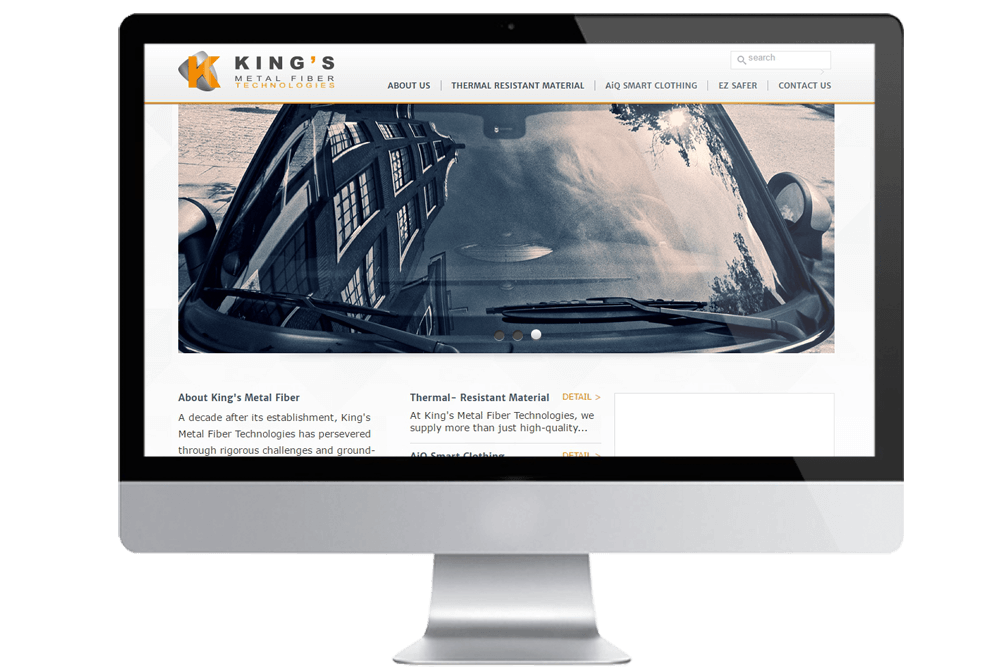 KING'S
METAL FIBER
TECHNOLOGIES
search
ABOUT US
THERMAL RESISTANT MATERIAL
AiQ SMART CLOTHING
EZ SAFER
CONTACT US
About King's Metal Fiber
A decade after its establishment, King's
Metal Fiber Technologies has persevered
through rigorous challenges and ground-
Thermal- Resistant Material DETAIL >
At King's Metal Fiber Technologies, we
supply more than just high-quality...
AiQ Smart Clothing DETAIL >